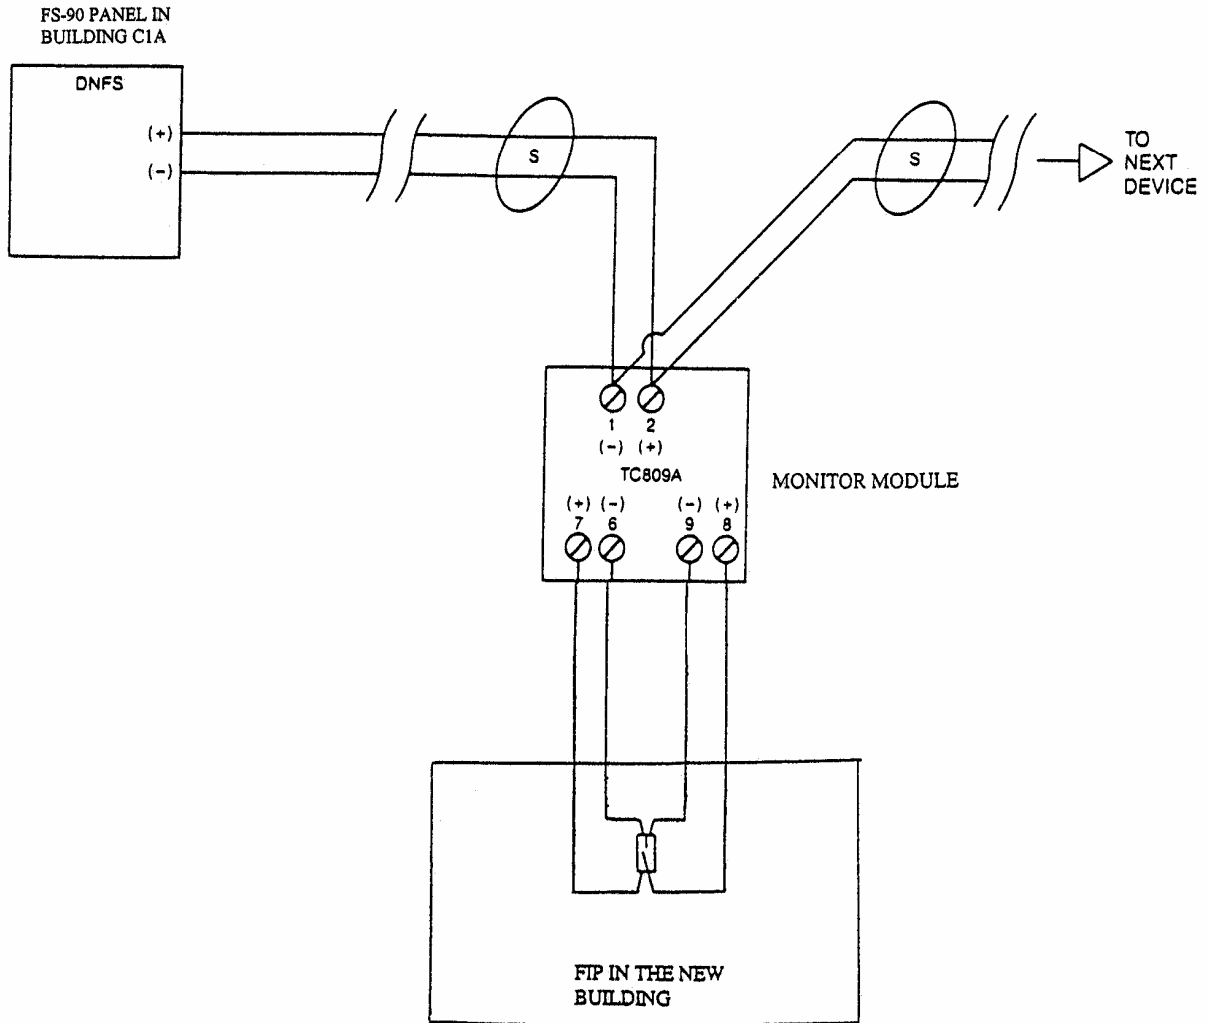 FS-90 PANEL IN
BUILDING C1A
DNFS
(+)
(-)
S
S
TO
NEXT
DEVICE
1 2
(-) (+)
TC809A
MONITOR MODULE
(+) (-) (-) (+)
7 6 9 8
FIP IN THE NEW
BUILDING